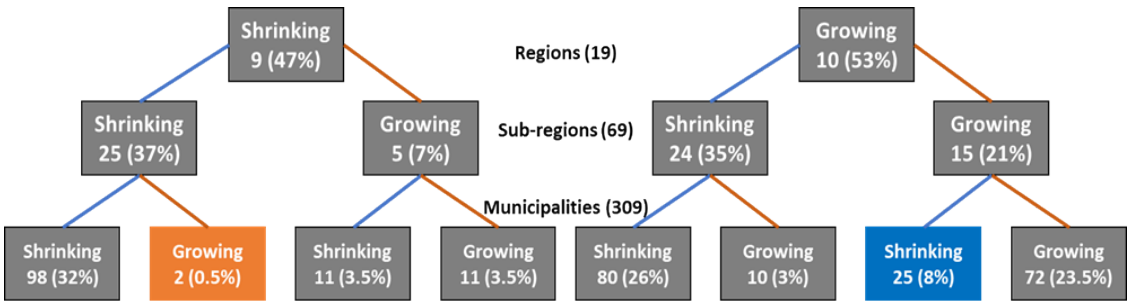 Shrinking
9 (47%)
Regions (19)
Growing
10 (53%)
Shrinking
25 (37%)
Growing
5 (7%)
Sub-regions (69)
Shrinking
24 (35%)
Growing
15 (21%)
Municipalities (309)
Shrinking
98 (32%)
Growing
2 (0.5%)
Shrinking
11 (3.5%)
Growing
11 (3.5%)
Shrinking
80 (26%)
Growing
10 (3%)
Shrinking
25 (8%)
Growing
72 (23.5%)